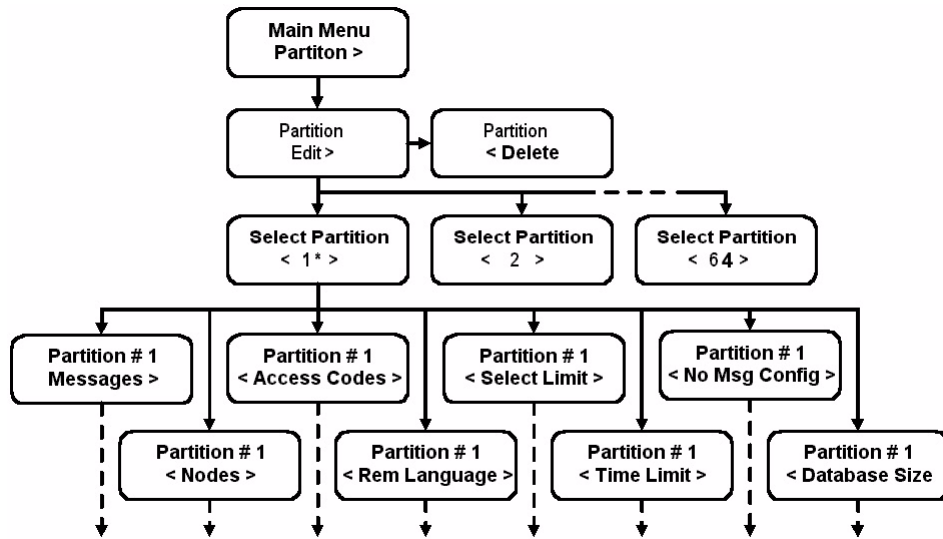 Main Menu
Partiton >
Partition
Edit >
Partition
< Delete
Select Partition
< 1* >
Select Partition
< 2 >
Select Partition
< 64 >
Partition # 1
Messages >
Partition # 1
< Access Codes >
Partition # 1
< Select Limit >
Partition # 1
< No Msg Config >
Partition # 1
< Nodes >
Partition # 1
< Rem Language >
Partition # 1
< Time Limit >
Partition # 1
< Database Size